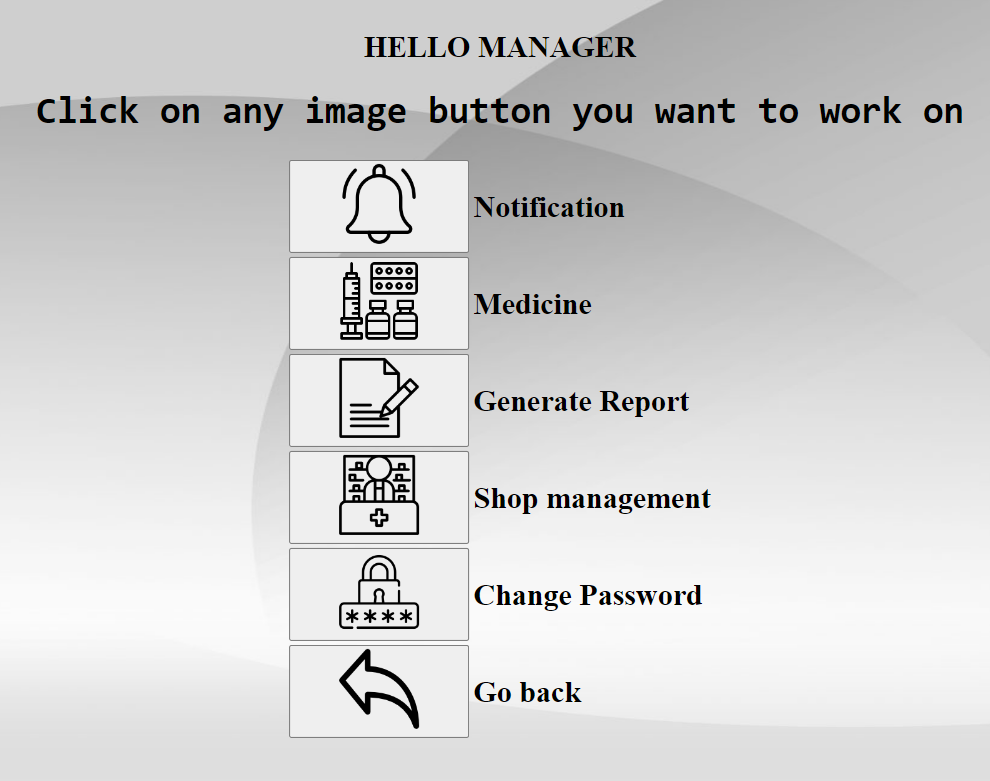 HELLO MANAGER
Click on any image button you want to work on
Notification
Medicine
Generate Report
Shop management
****
Change Password
Go back